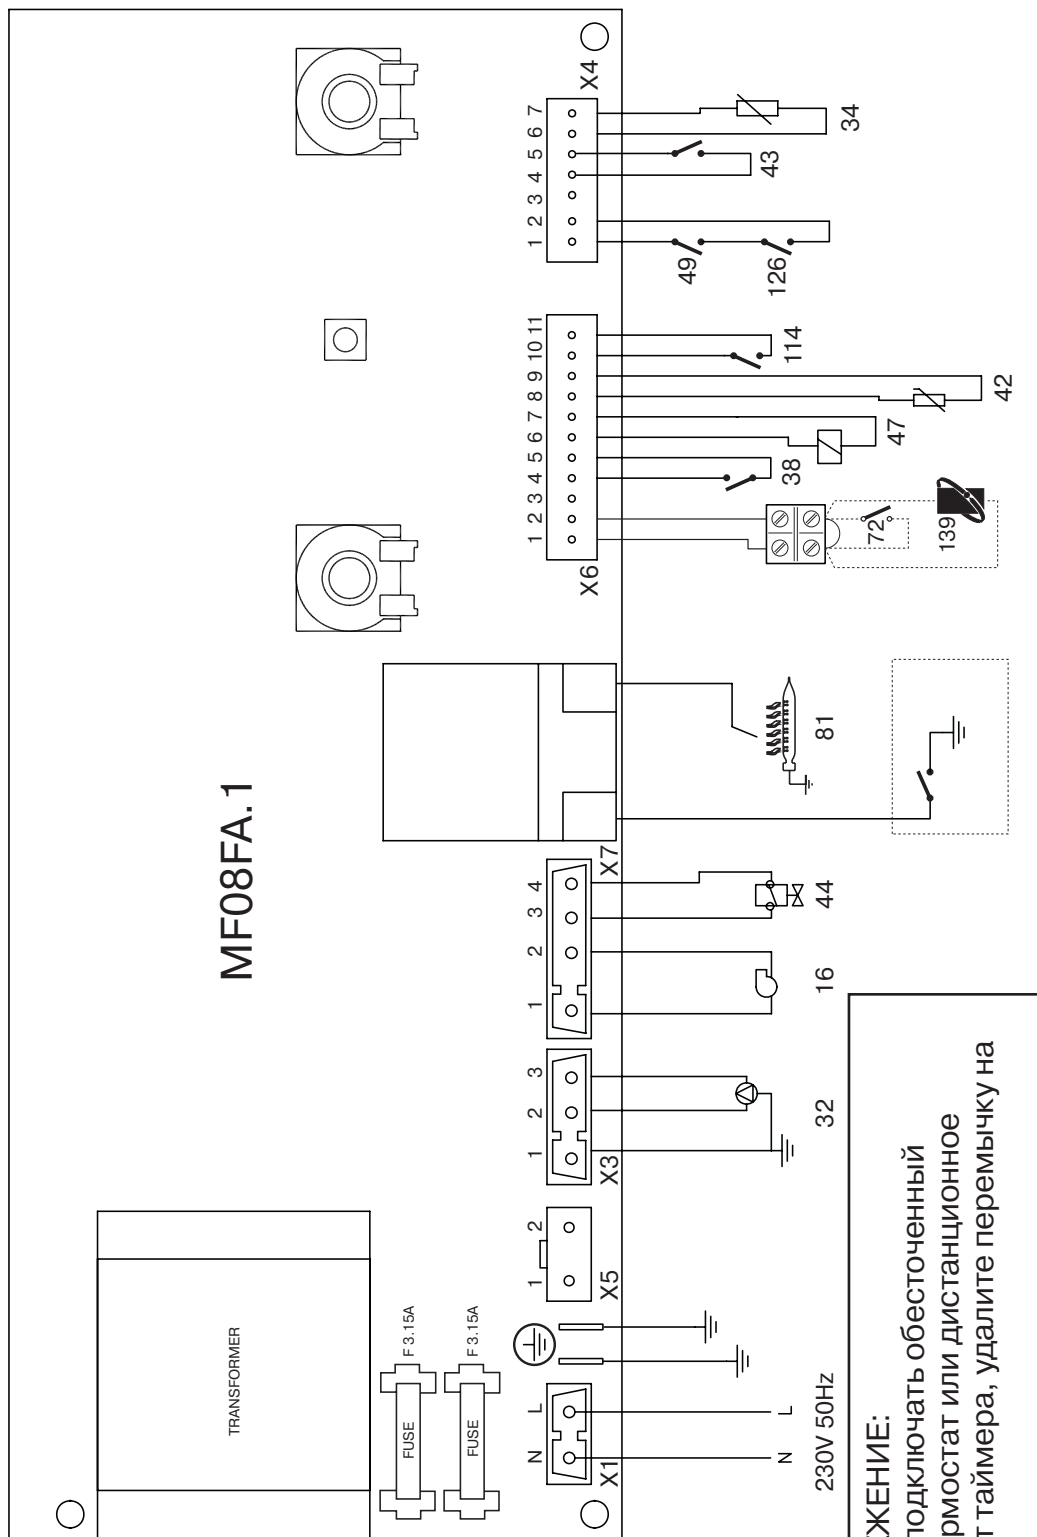 TRANSFORMER
MF08FA.1
FUSE F 3.15A
FUSE F 3.15A
N L
1 2
1 2 3
1 2 3 4
1 2 3 4 5 6 7 8 9 10 11
1 2 3 4 5 6 7
X1
X5
X3
X7
X6
X4
49
126
43
34
38
114
72
47
139
42
N
L
230V 50Hz
32
16
44
81
ЖЕНИЕ:
подключать обесточенный
рмостат или дистанционное
т таймера, удалите перемычку на